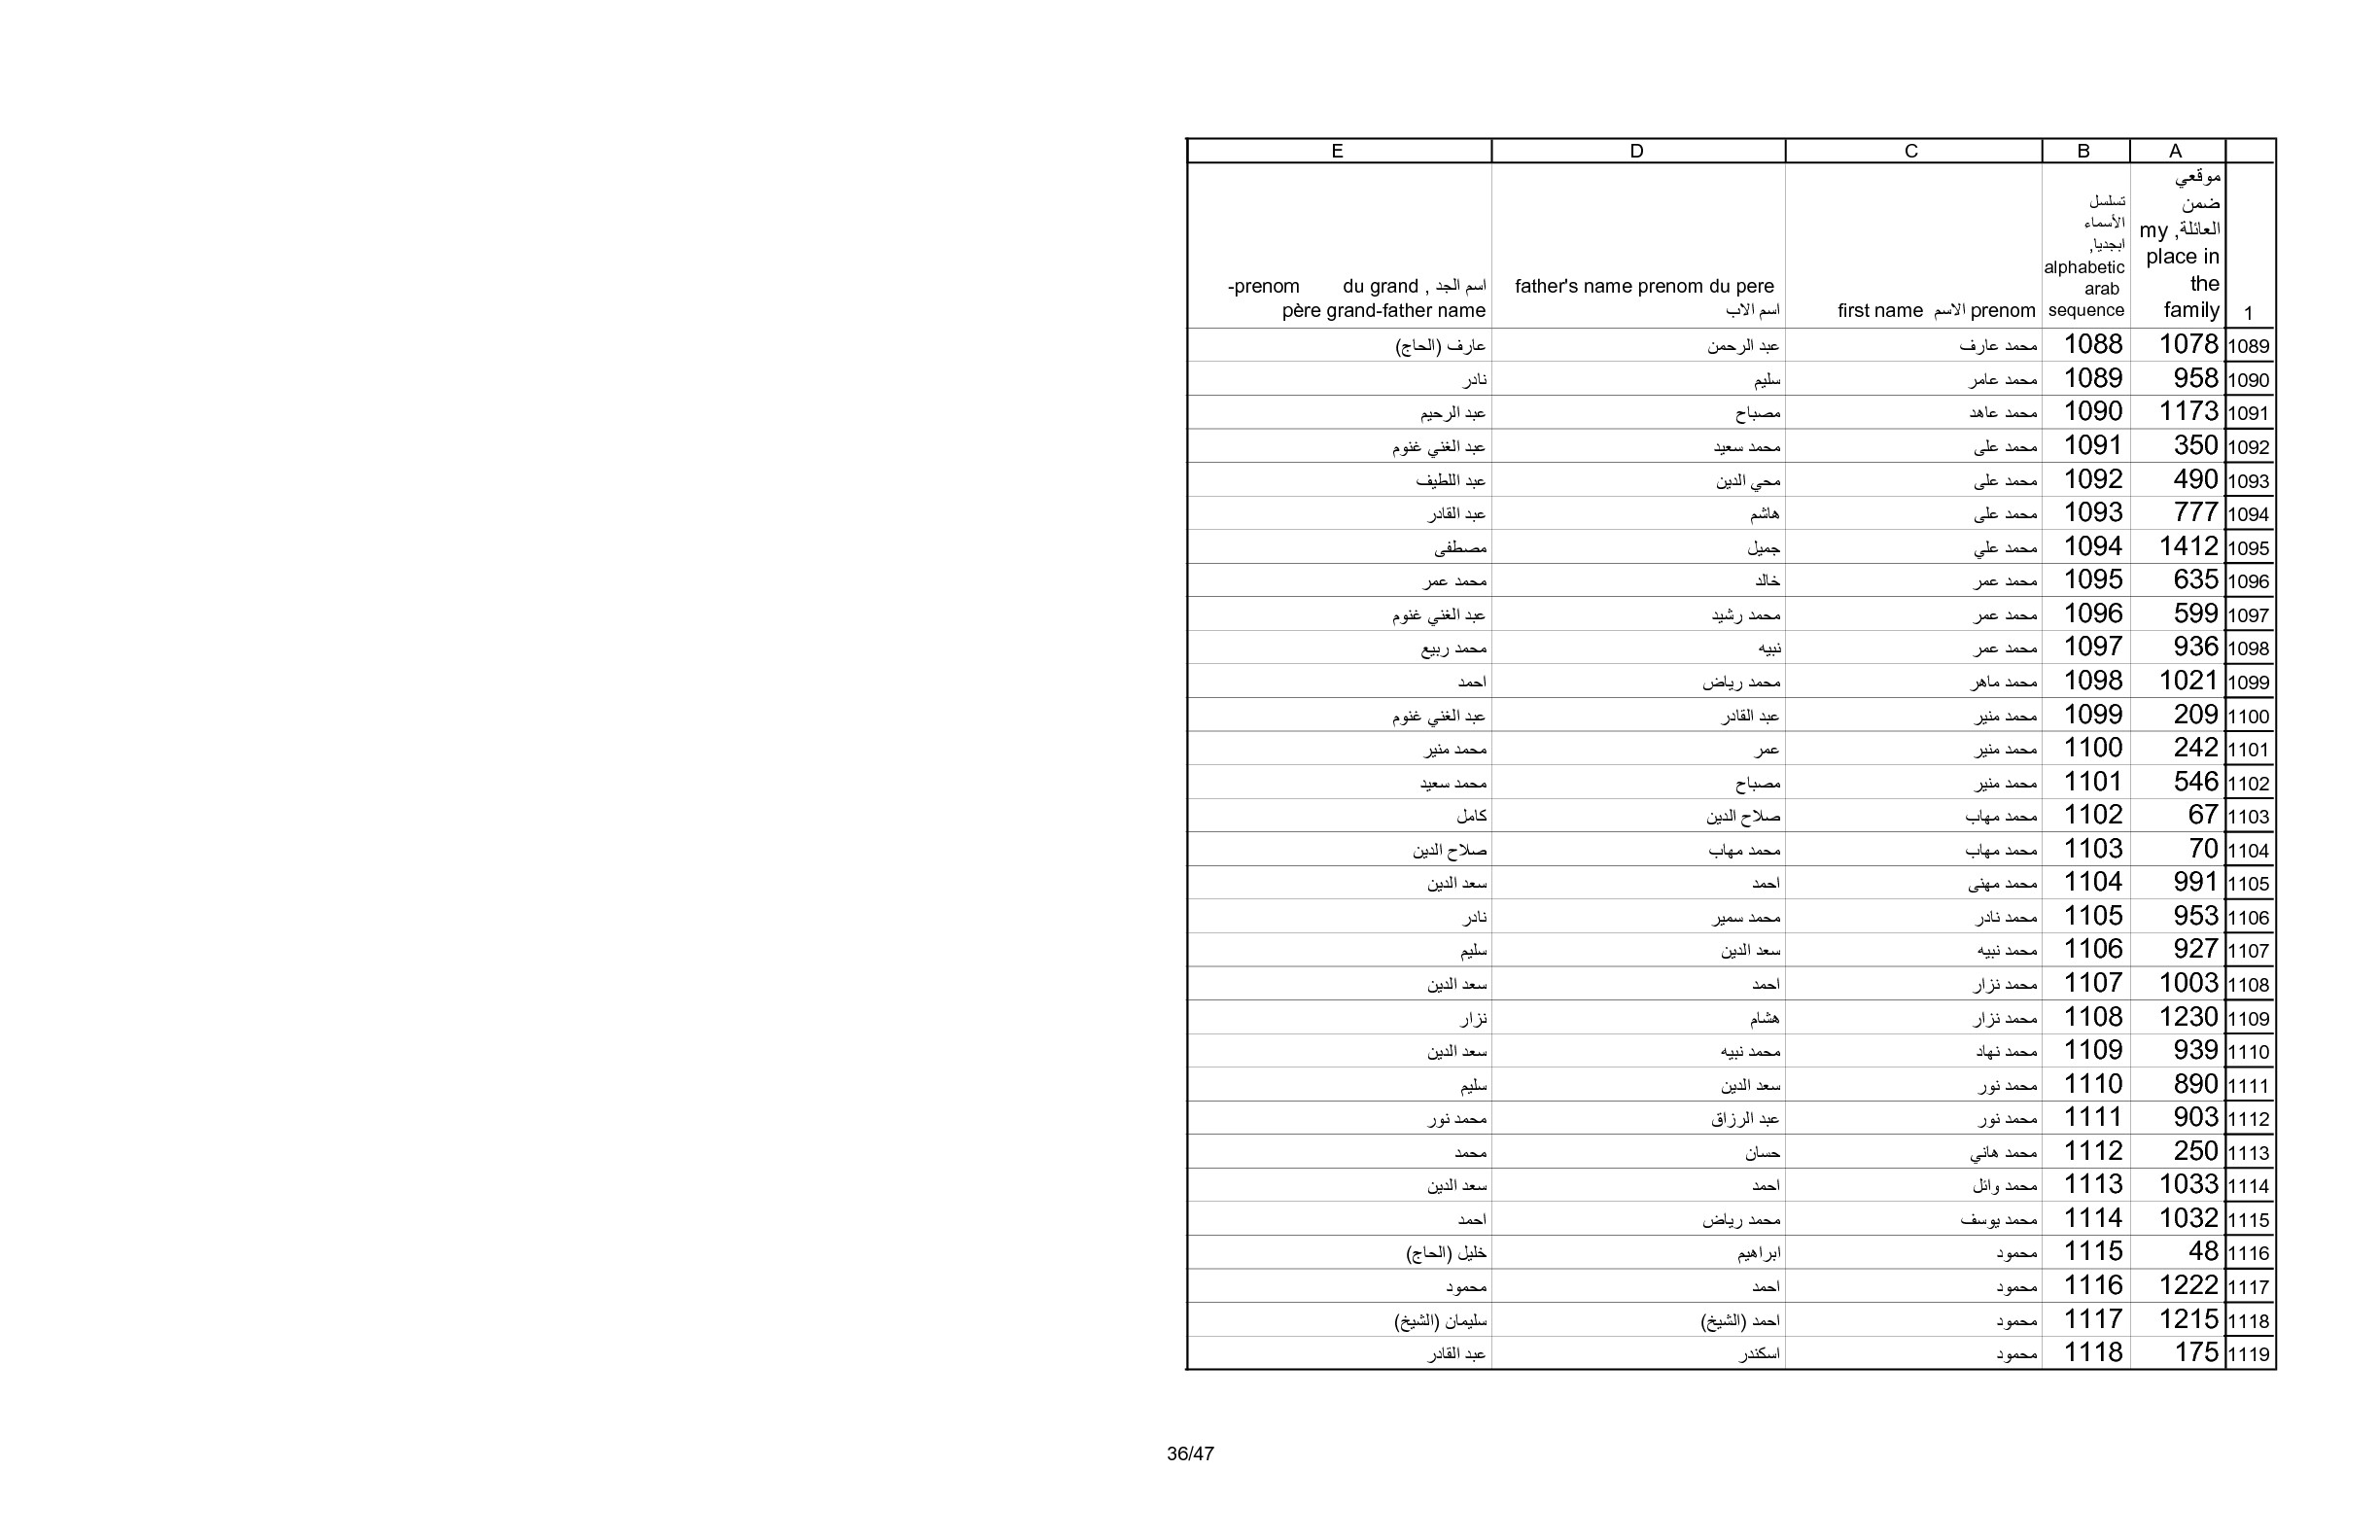 A B C D E
1 موقعي ضمن العائلة, my place in the family تسلسل الأسماء ابجديا, alphabetic arab sequence first name الاسم prenom father's name prenom du pere اسم الاب -prenom du grand , اسم الجد père grand-father name
1089 1078 1088 محمد عارف عبد الرحمن عارف (الحاج)
1090 958 1089 محمد عامر سليم نادر
1091 1173 1090 محمد عاهد مصباح عبد الرحيم
1092 350 1091 محمد على محمد سعيد عبد الغني غنوم
1093 490 1092 محمد على محي الدين عبد اللطيف
1094 777 1093 محمد على هاشم عبد القادر
1095 1412 1094 محمد علي جميل مصطفى
1096 635 1095 محمد عمر خالد محمد عمر
1097 599 1096 محمد عمر محمد رشيد عبد الغني غنوم
1098 936 1097 محمد عمر نبيه محمد ربيع
1099 1021 1098 محمد ماهر محمد رياض احمد
1100 209 1099 محمد منير عبد القادر عبد الغني غنوم
1101 242 1100 محمد منير عمر محمد منير
1102 546 1101 محمد منير مصباح محمد سعيد
1103 67 1102 محمد مهاب صلاح الدين كامل
1104 70 1103 محمد مهاب محمد مهاب صلاح الدين
1105 991 1104 محمد مهنى احمد سعد الدين
1106 953 1105 محمد نادر محمد سمير نادر
1107 927 1106 محمد نبيه سعد الدين سليم
1108 1003 1107 محمد نزار احمد سعد الدين
1109 1230 1108 محمد نزار هشام نزار
1110 939 1109 محمد نهاد محمد نبيه سعد الدين
1111 890 1110 محمد نور سعد الدين سليم
1112 903 1111 محمد نور عبد الرزاق محمد نور
1113 250 1112 محمد هاني حسان محمد
1114 1033 1113 محمد وائل احمد سعد الدين
1115 1032 1114 محمد يوسف محمد رياض احمد
1116 48 1115 محمود ابراهيم خليل (الحاج)
1117 1222 1116 محمود احمد محمود
1118 1215 1117 محمود احمد (الشيخ) سليمان (الشيخ)
1119 175 1118 محمود اسكندر عبد القادر
36/47